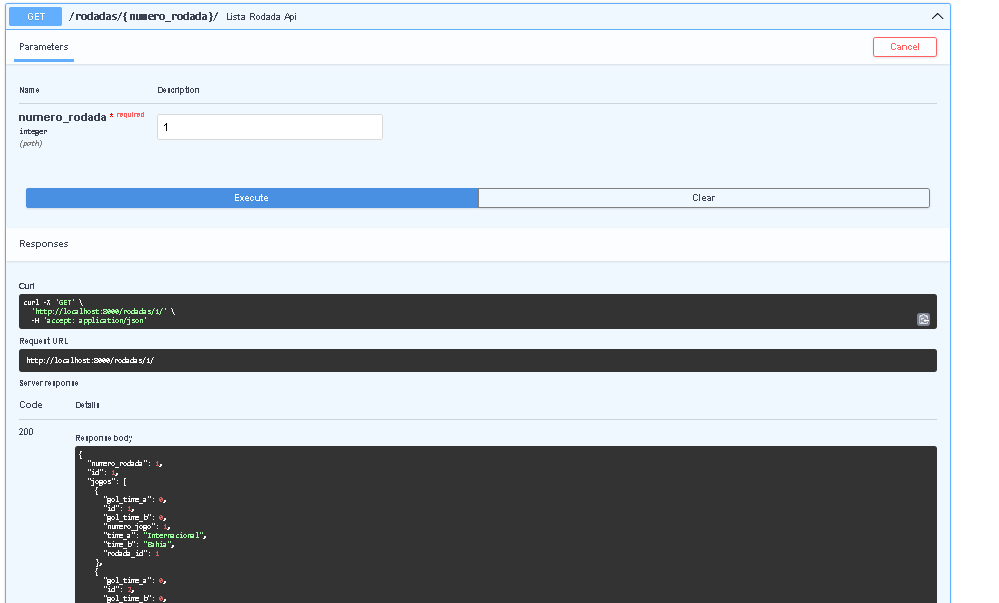 GET /rodadas/{numero_rodada}/ Lista Rodada Api
Parameters
Cancel
Name Description
numero_rodada * required
integer
(path)
1
Execute Clear
Responses
Curl
curl -X 'GET' \
'http://localhost:8000/rodadas/1/' \
-H 'accept: application/json'
Request URL
http://localhost:8000/rodadas/1/
Server response
Code Details
200
Response body
{
"numero_rodada": 1,
"id": 1,
"jogos": [
{
"gol_time_a": 0,
"id": 1,
"gol_time_b": 0,
"numero_jogo": 1,
"time_a": "Internacional",
"time_b": "Bahia",
"rodada_id": 1
},
{
"gol_time_a": 0,
"id": 2,
"gol_time_b": 0,